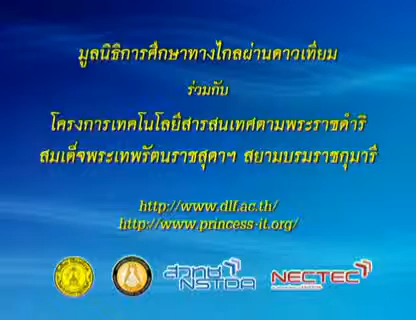 มูลนิธิการศึกษาทางไกลผ่านดาวเทียม
ร่วมกับ
โครงการเทคโนโลยีสารสนเทศตามพระราชดำริ
สมเด็จพระเทพรัตนราชสุดาฯ สยามบรมราชกุมารี
http://www.dlf.ac.th/
http://www.princess-it.org/
สวทช
NSTDA
NECTEC